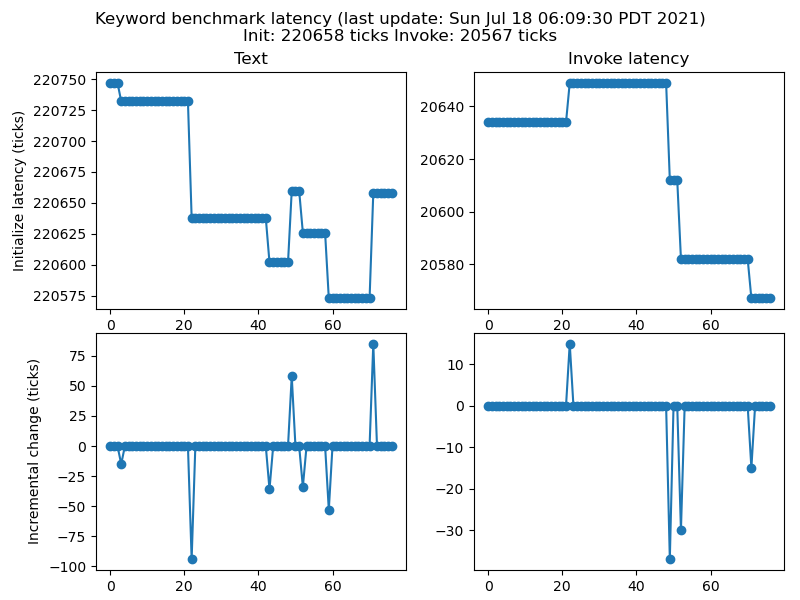 Keyword benchmark latency (last update: Sun Jul 18 06:09:30 PDT 2021)
Init: 220658 ticks Invoke: 20567 ticks
Text
Invoke latency
Initialize latency (ticks)
220750
220725
220700
220675
220650
220625
220600
220575
0 20 40 60
20640
20620
20600
20580
0 20 40 60
Incremental change (ticks)
75
50
25
0
−25
−50
−75
−100
0 20 40 60
10
0
−10
−20
−30
0 20 40 60